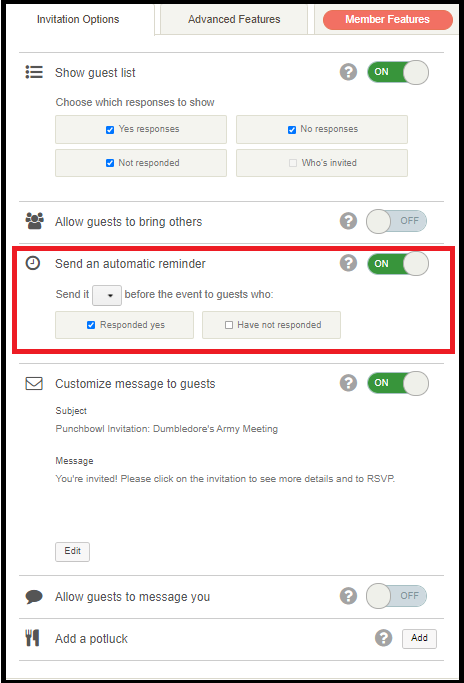 Invitation Options Advanced Features Member Features
Show guest list ? ON
Choose which responses to show
Yes responses No responses
Not responded Who's invited
Allow guests to bring others ? OFF
Send an automatic reminder ? ON
Send it before the event to guests who:
Responded yes Have not responded
Customize message to guests ? ON
Subject
Punchbowl Invitation: Dumbledore's Army Meeting
Message
You're invited! Please click on the invitation to see more details and to RSVP.
Edit
Allow guests to message you ? OFF
Add a potluck ? Add